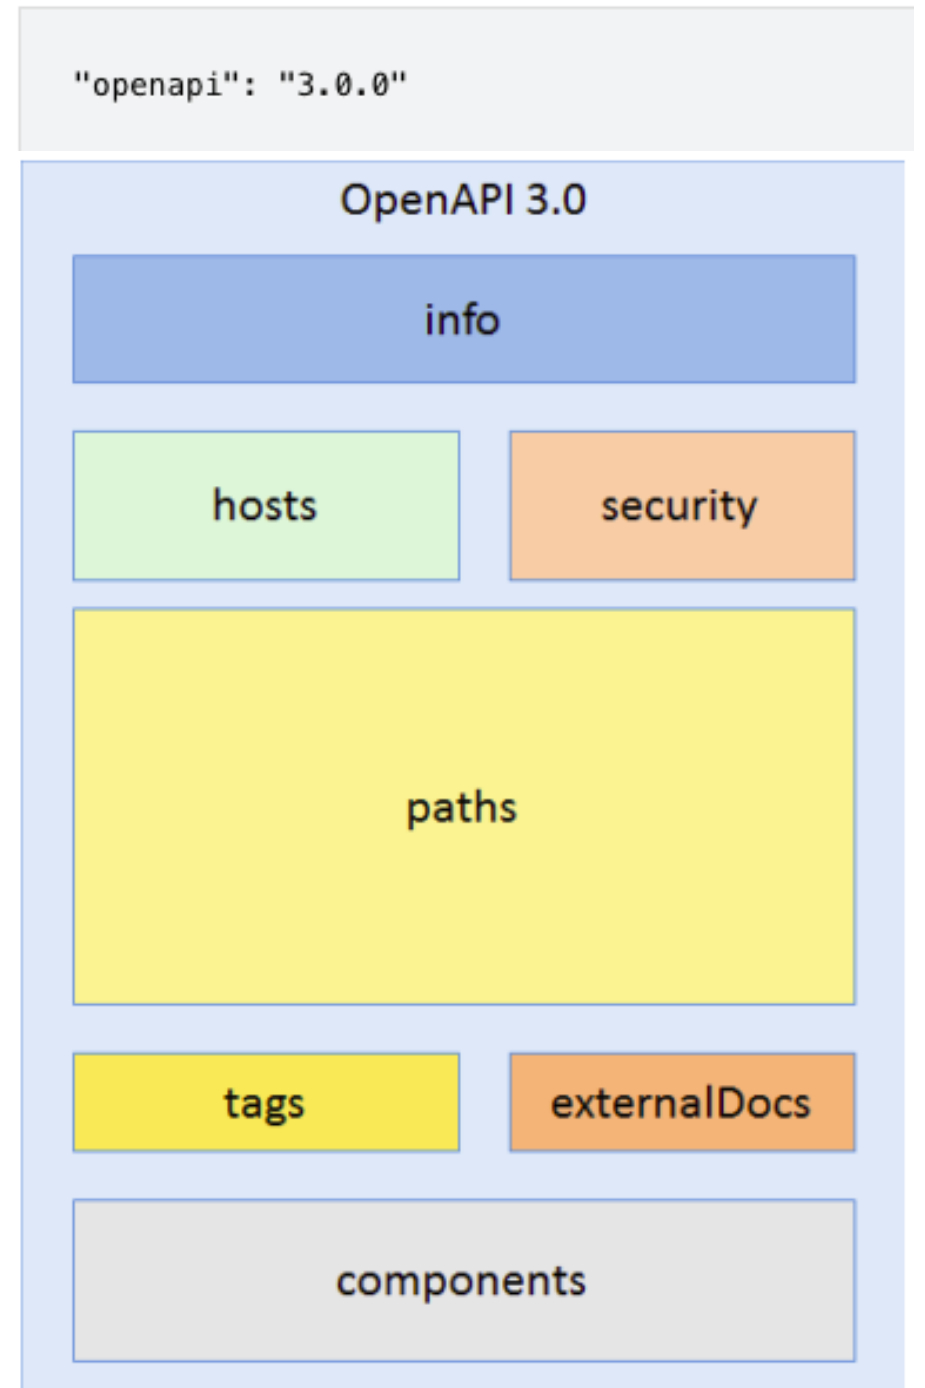 "openapi": "3.0.0"
OpenAPI 3.0
info
hosts
security
paths
tags
externalDocs
components